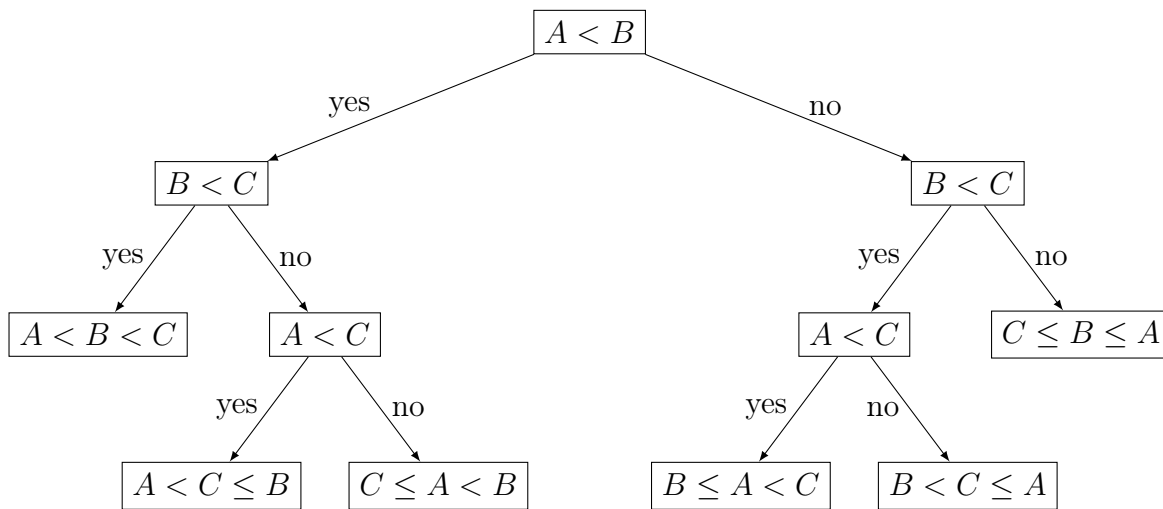 A < B
yes
no
B < C
B < C
yes
no
yes
no
A < B < C
A < C
A < C
C ≤ B ≤ A
yes
no
yes
no
A < C ≤ B
C ≤ A < B
B ≤ A < C
B < C ≤ A